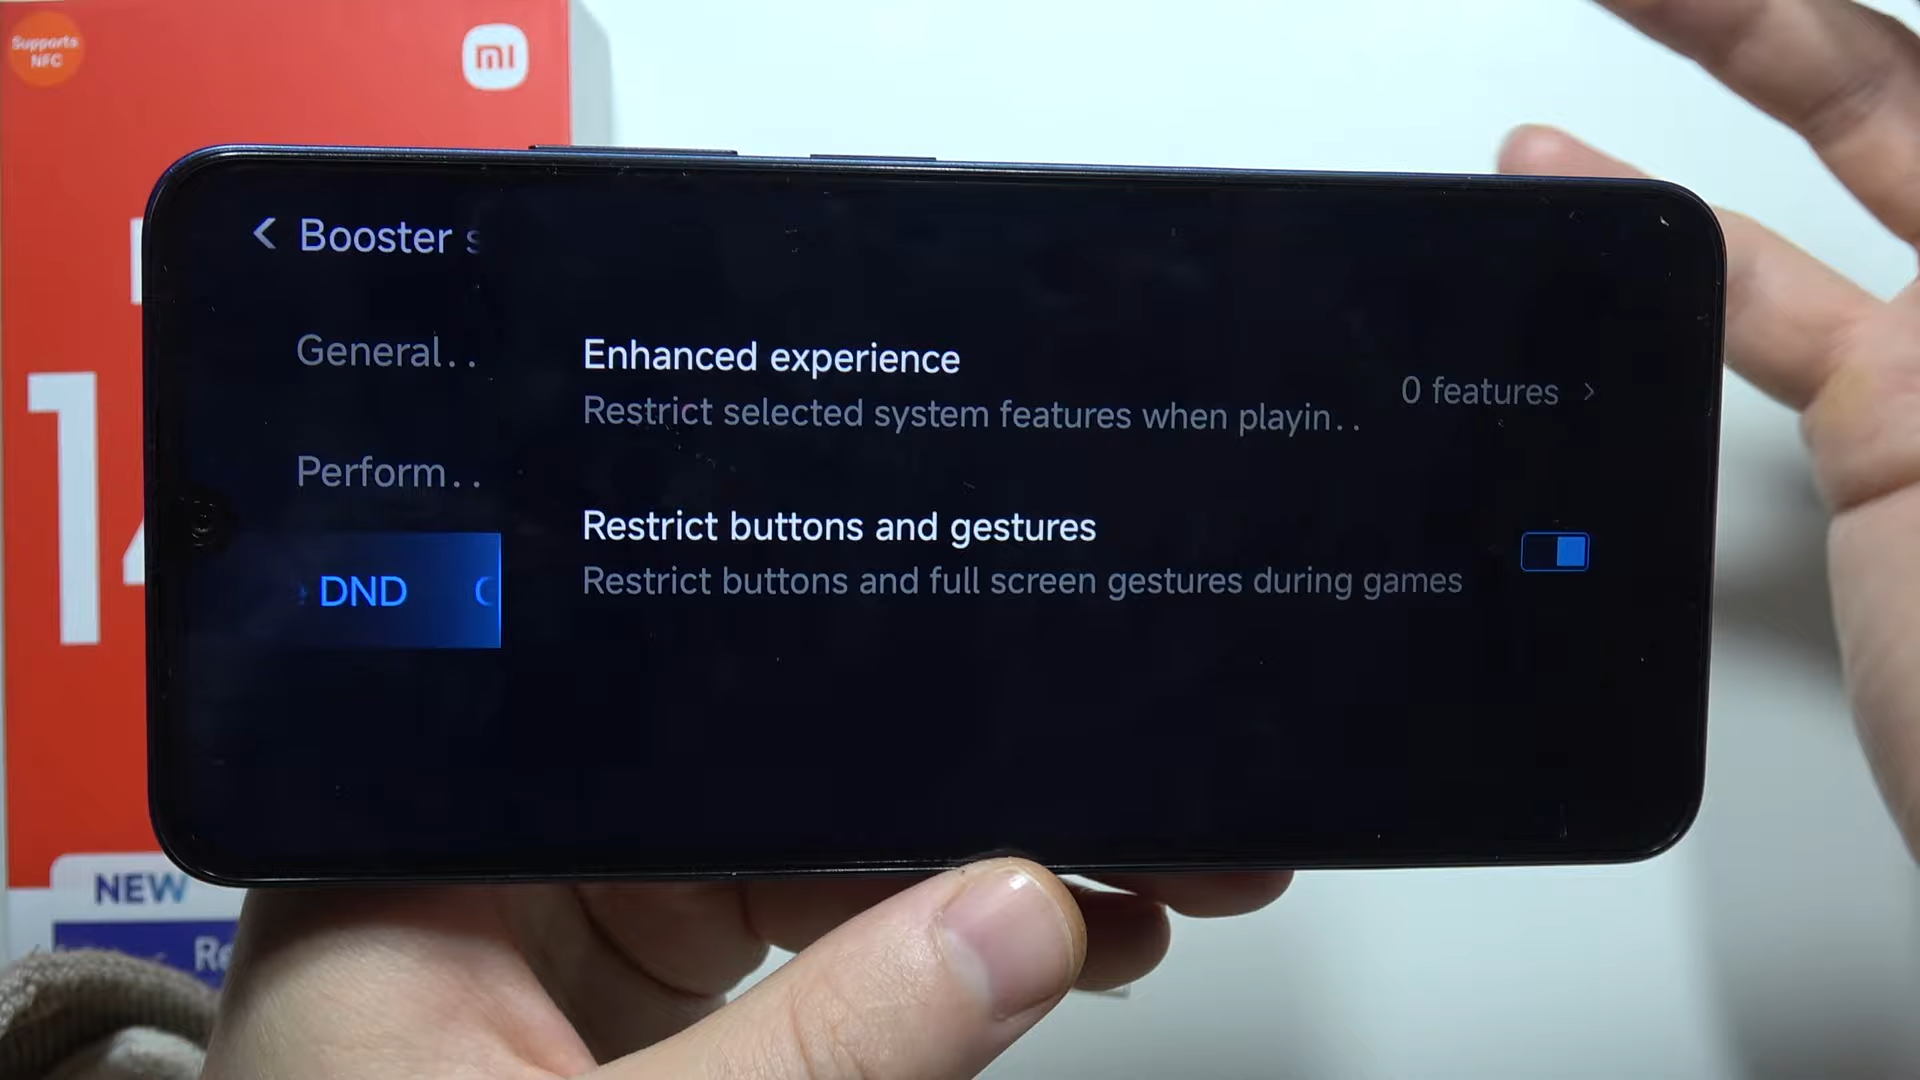 Supports
NFC
mi
Booster
General..
Perform..
DND
Enhanced experience
Restrict selected system features when playin..
0 features
Restrict buttons and gestures
Restrict buttons and full screen gestures during games
NEW
Re